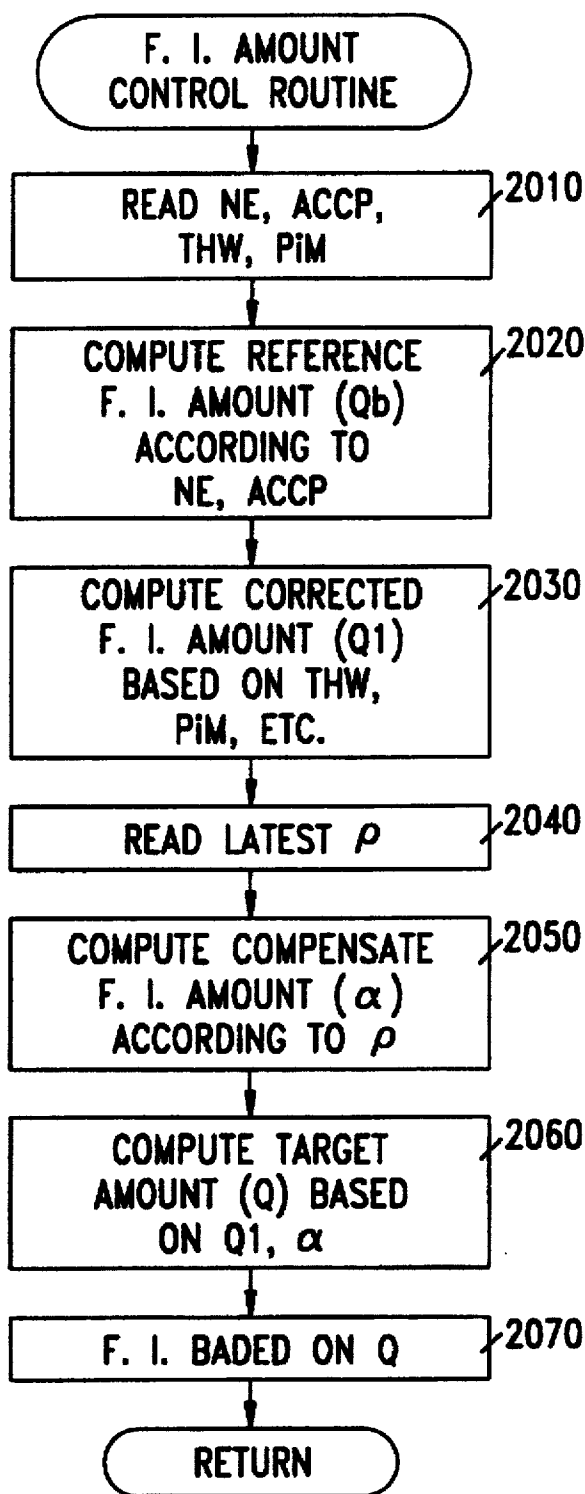 F. I. AMOUNT
CONTROL ROUTINE
READ NE, ACCP,
THW, PiM
2010
COMPUTE REFERENCE
F. I. AMOUNT (Qb)
ACCORDING TO
NE, ACCP
2020
COMPUTE CORRECTED
F. I. AMOUNT (Q1)
BASED ON THW,
PiM, ETC.
2030
READ LATEST ρ
2040
COMPUTE COMPENSATE
F. I. AMOUNT (α)
ACCORDING TO ρ
2050
COMPUTE TARGET
AMOUNT (Q) BASED
ON Q1, α
2060
F. I. BADED ON Q
2070
RETURN